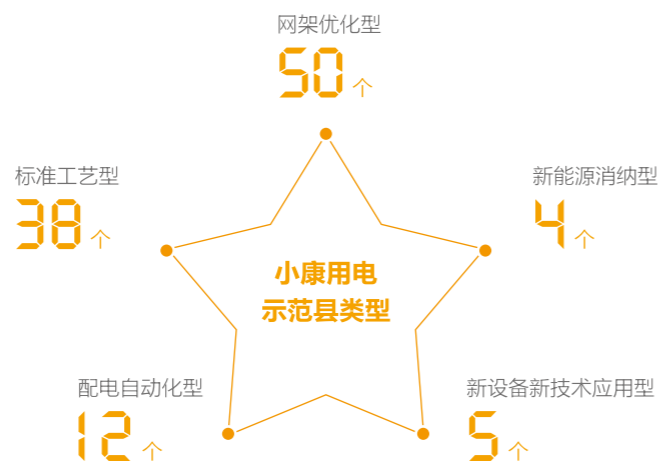 网架优化型
50个
标准工艺型
38个
新能源消纳型
4个
小康用电
示范县类型
配电自动化型
12个
新设备新技术应用型
5个